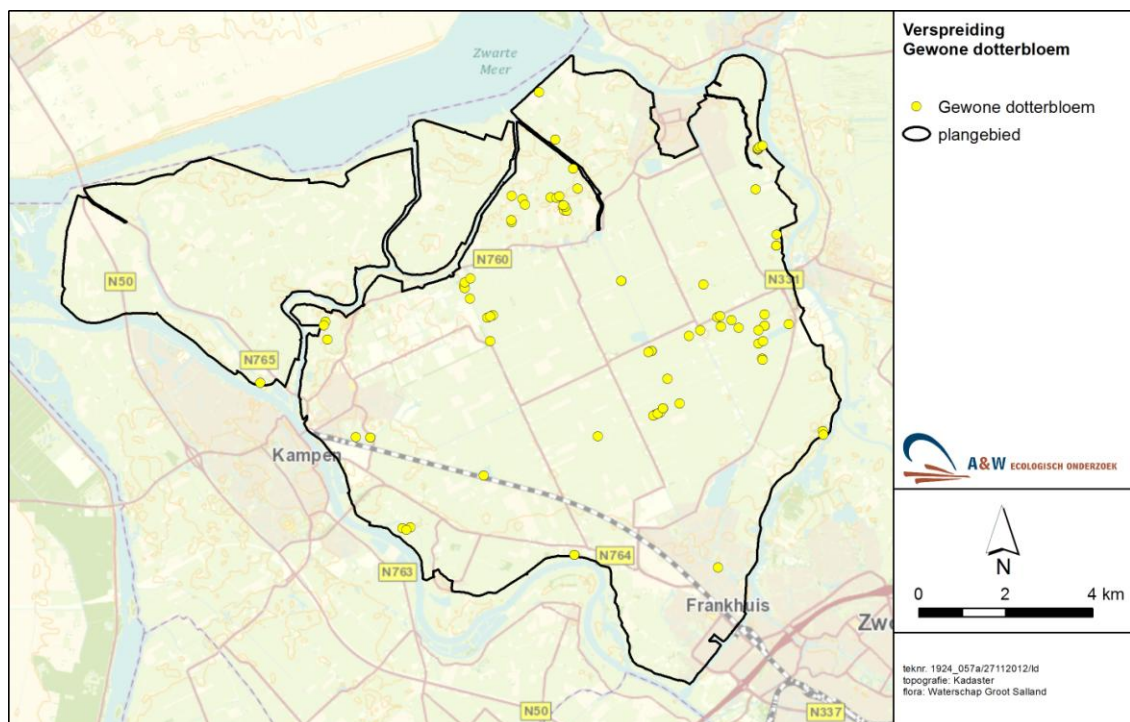 Zwarte
Meer
N760
N50
N331
N765
Kampen
N764
N763
Frankhuis
Zwo
N50
N337
Verspreiding
Gewone dotterbloem
Gewone dotterbloem
plangebied
A&W ECOLOGISCH ONDERZOEK
N
0 2 4 km
teknr. 1924_057a/27112012/ld
topografie: Kadaster
flora: Waterschap Groot Salland